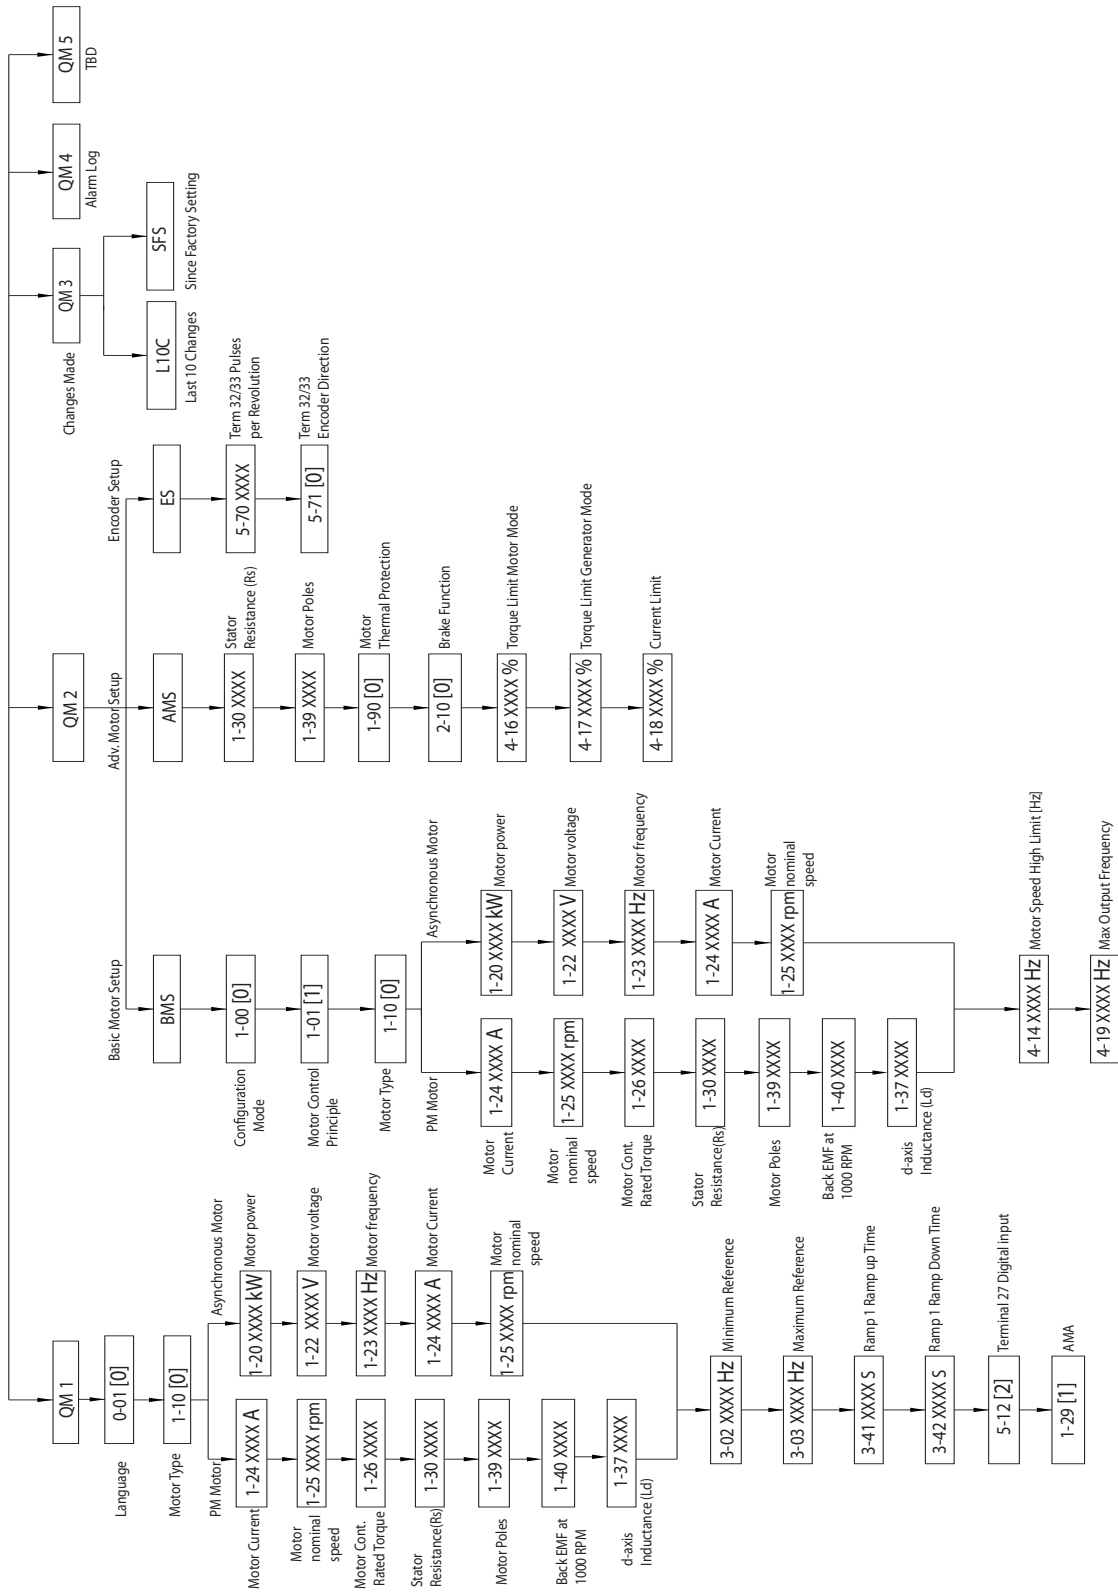 QM 1
0-01 [0]
Language
1-10 [0]
Motor Type
PM Motor
1-24 XXXX A
Motor Current
1-25 XXXX rpm
Motor
nominal
speed
1-26 XXXX
Motor Cont.
Rated Torque
1-30 XXXX
Stator
Resistance(Rs)
1-39 XXXX
Motor Poles
1-40 XXXX
Back EMF at
1000 RPM
1-37 XXXX
d-axis
Inductance (Ld)
Asynchronous Motor
1-20 XXXX kW
Motor power
1-22 XXXX V
Motor voltage
1-23 XXXX Hz
Motor frequency
1-24 XXXX A
Motor Current
1-25 XXXX rpm
Motor
nominal
speed
3-02 XXXX Hz
Minimum Reference
3-03 XXXX Hz
Maximum Reference
3-41 XXXX S
Ramp 1 Ramp up Time
3-42 XXXX S
Ramp 1 Ramp Down Time
5-12 [2]
Terminal 27 Digital input
1-29 [1]
AMA
QM 2
Basic Motor Setup
BMS
1-00 [0]
Configuration
Mode
1-01 [1]
Motor Control
Principle
1-10 [0]
Motor Type
PM Motor
1-24 XXXX A
Motor
Current
1-25 XXXX rpm
Motor
nominal
speed
1-26 XXXX
Motor Cont.
Rated Torque
1-30 XXXX
Stator
Resistance(Rs)
1-39 XXXX
Motor Poles
1-40 XXXX
Back EMF at
1000 RPM
1-37 XXXX
d-axis
Inductance (Ld)
Asynchronous Motor
1-20 XXXX kW
Motor power
1-22 XXXX V
Motor voltage
1-23 XXXX Hz
Motor frequency
1-24 XXXX A
Motor Current
1-25 XXXX rpm
Motor
nominal
speed
4-14 XXXX Hz
Motor Speed High Limit [Hz]
4-19 XXXX Hz
Max Output Frequency
Adv. Motor Setup
AMS
1-30 XXXX
Stator
Resistance (Rs)
1-39 XXXX
Motor Poles
1-90 [0]
Motor
Thermal Protection
2-10 [0]
Brake Function
4-16 XXXX %
Torque Limit Motor Mode
4-17 XXXX %
Torque Limit Generator Mode
4-18 XXXX %
Current Limit
Encoder Setup
ES
5-70 XXXX
Term 32/33 Pulses
per Revolution
5-71 [0]
Term 32/33
Encoder Direction
QM 3
Changes Made
L10C
Last 10 Changes
SFS
Since Factory Setting
QM 4
Alarm Log
QM 5
TBD